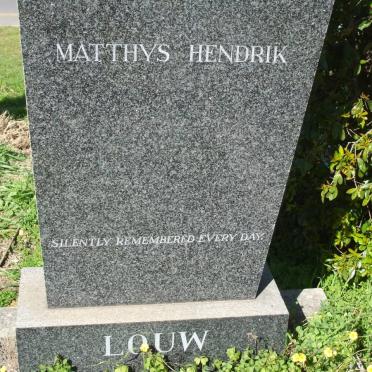 MATTHYS HENDRIK
SILENTLY REMEMBERED EVERY DAY.
LOUW